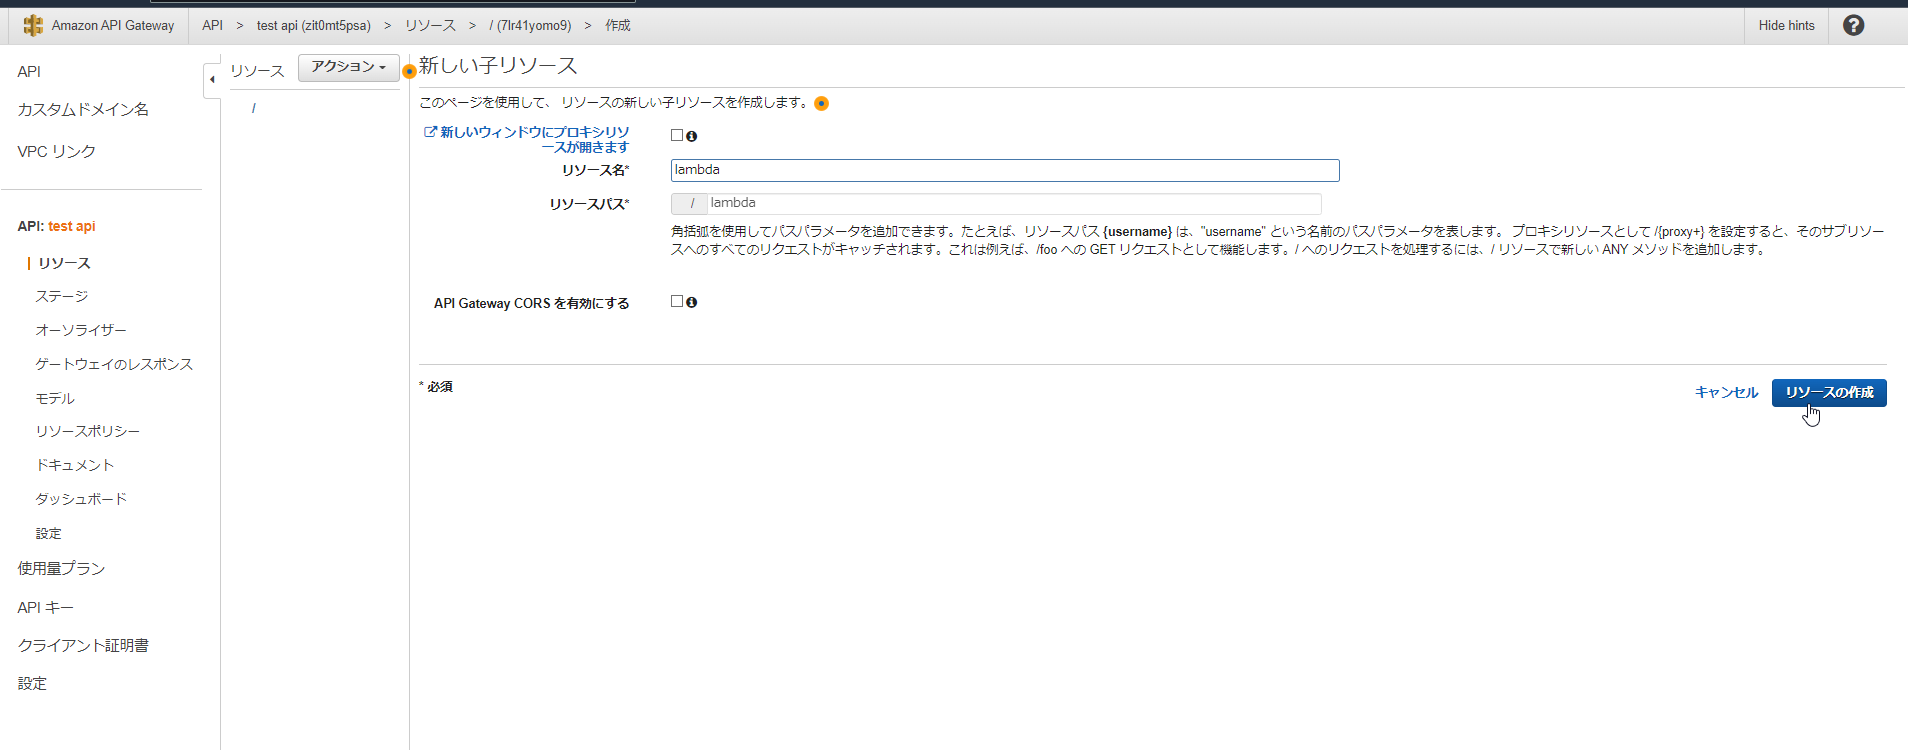 Amazon API Gateway
API > test api (zit0mt5psa) > リソース > / (7lr41yomo9) > 作成
Hide hints
API
カスタムドメイン名
VPC リンク
API: test api
リソース
ステージ
オーソライザー
ゲートウェイのレスポンス
モデル
リソースポリシー
ドキュメント
ダッシュボード
設定
使用量プラン
API キー
クライアント証明書
設定
リソース
アクション
/
新しい子リソース
このページを使用して、 リソースの新しい子リソースを作成します。
新しいウィンドウにプロキシリソ
ースが開きます
リソース名*
lambda
リソースパス*
/ lambda
角括弧を使用してパスパラメータを追加できます。たとえば、リソースパス {username} は、"username" という名前のパスパラメータを表します。 プロキシリソースとして /{proxy+} を設定すると、そのサブリソー
スへのすべてのリクエストがキャッチされます。これは例えば、/foo への GET リクエストとして機能します。/ へのリクエストを処理するには、/ リソースで新しい ANY メソッドを追加します。
API Gateway CORS を有効にする
* 必須
キャンセル
リソースの作成